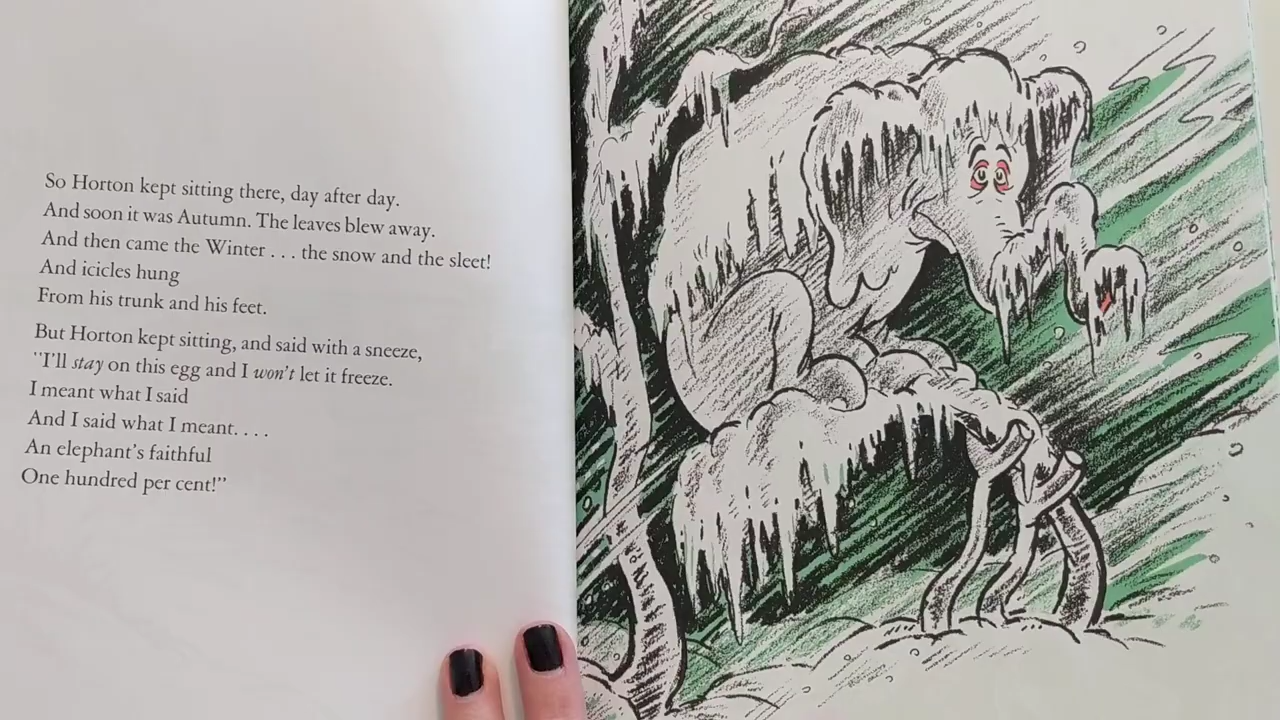 So Horton kept sitting there, day after day.
And soon it was Autumn. The leaves blew away.
And then came the Winter . . . the snow and the sleet!
And icicles hung
From his trunk and his feet.
But Horton kept sitting, and said with a sneeze,
"I'll stay on this egg and I won't let it freeze.
I meant what I said
And I said what I meant. . . .
An elephant's faithful
One hundred per cent!"